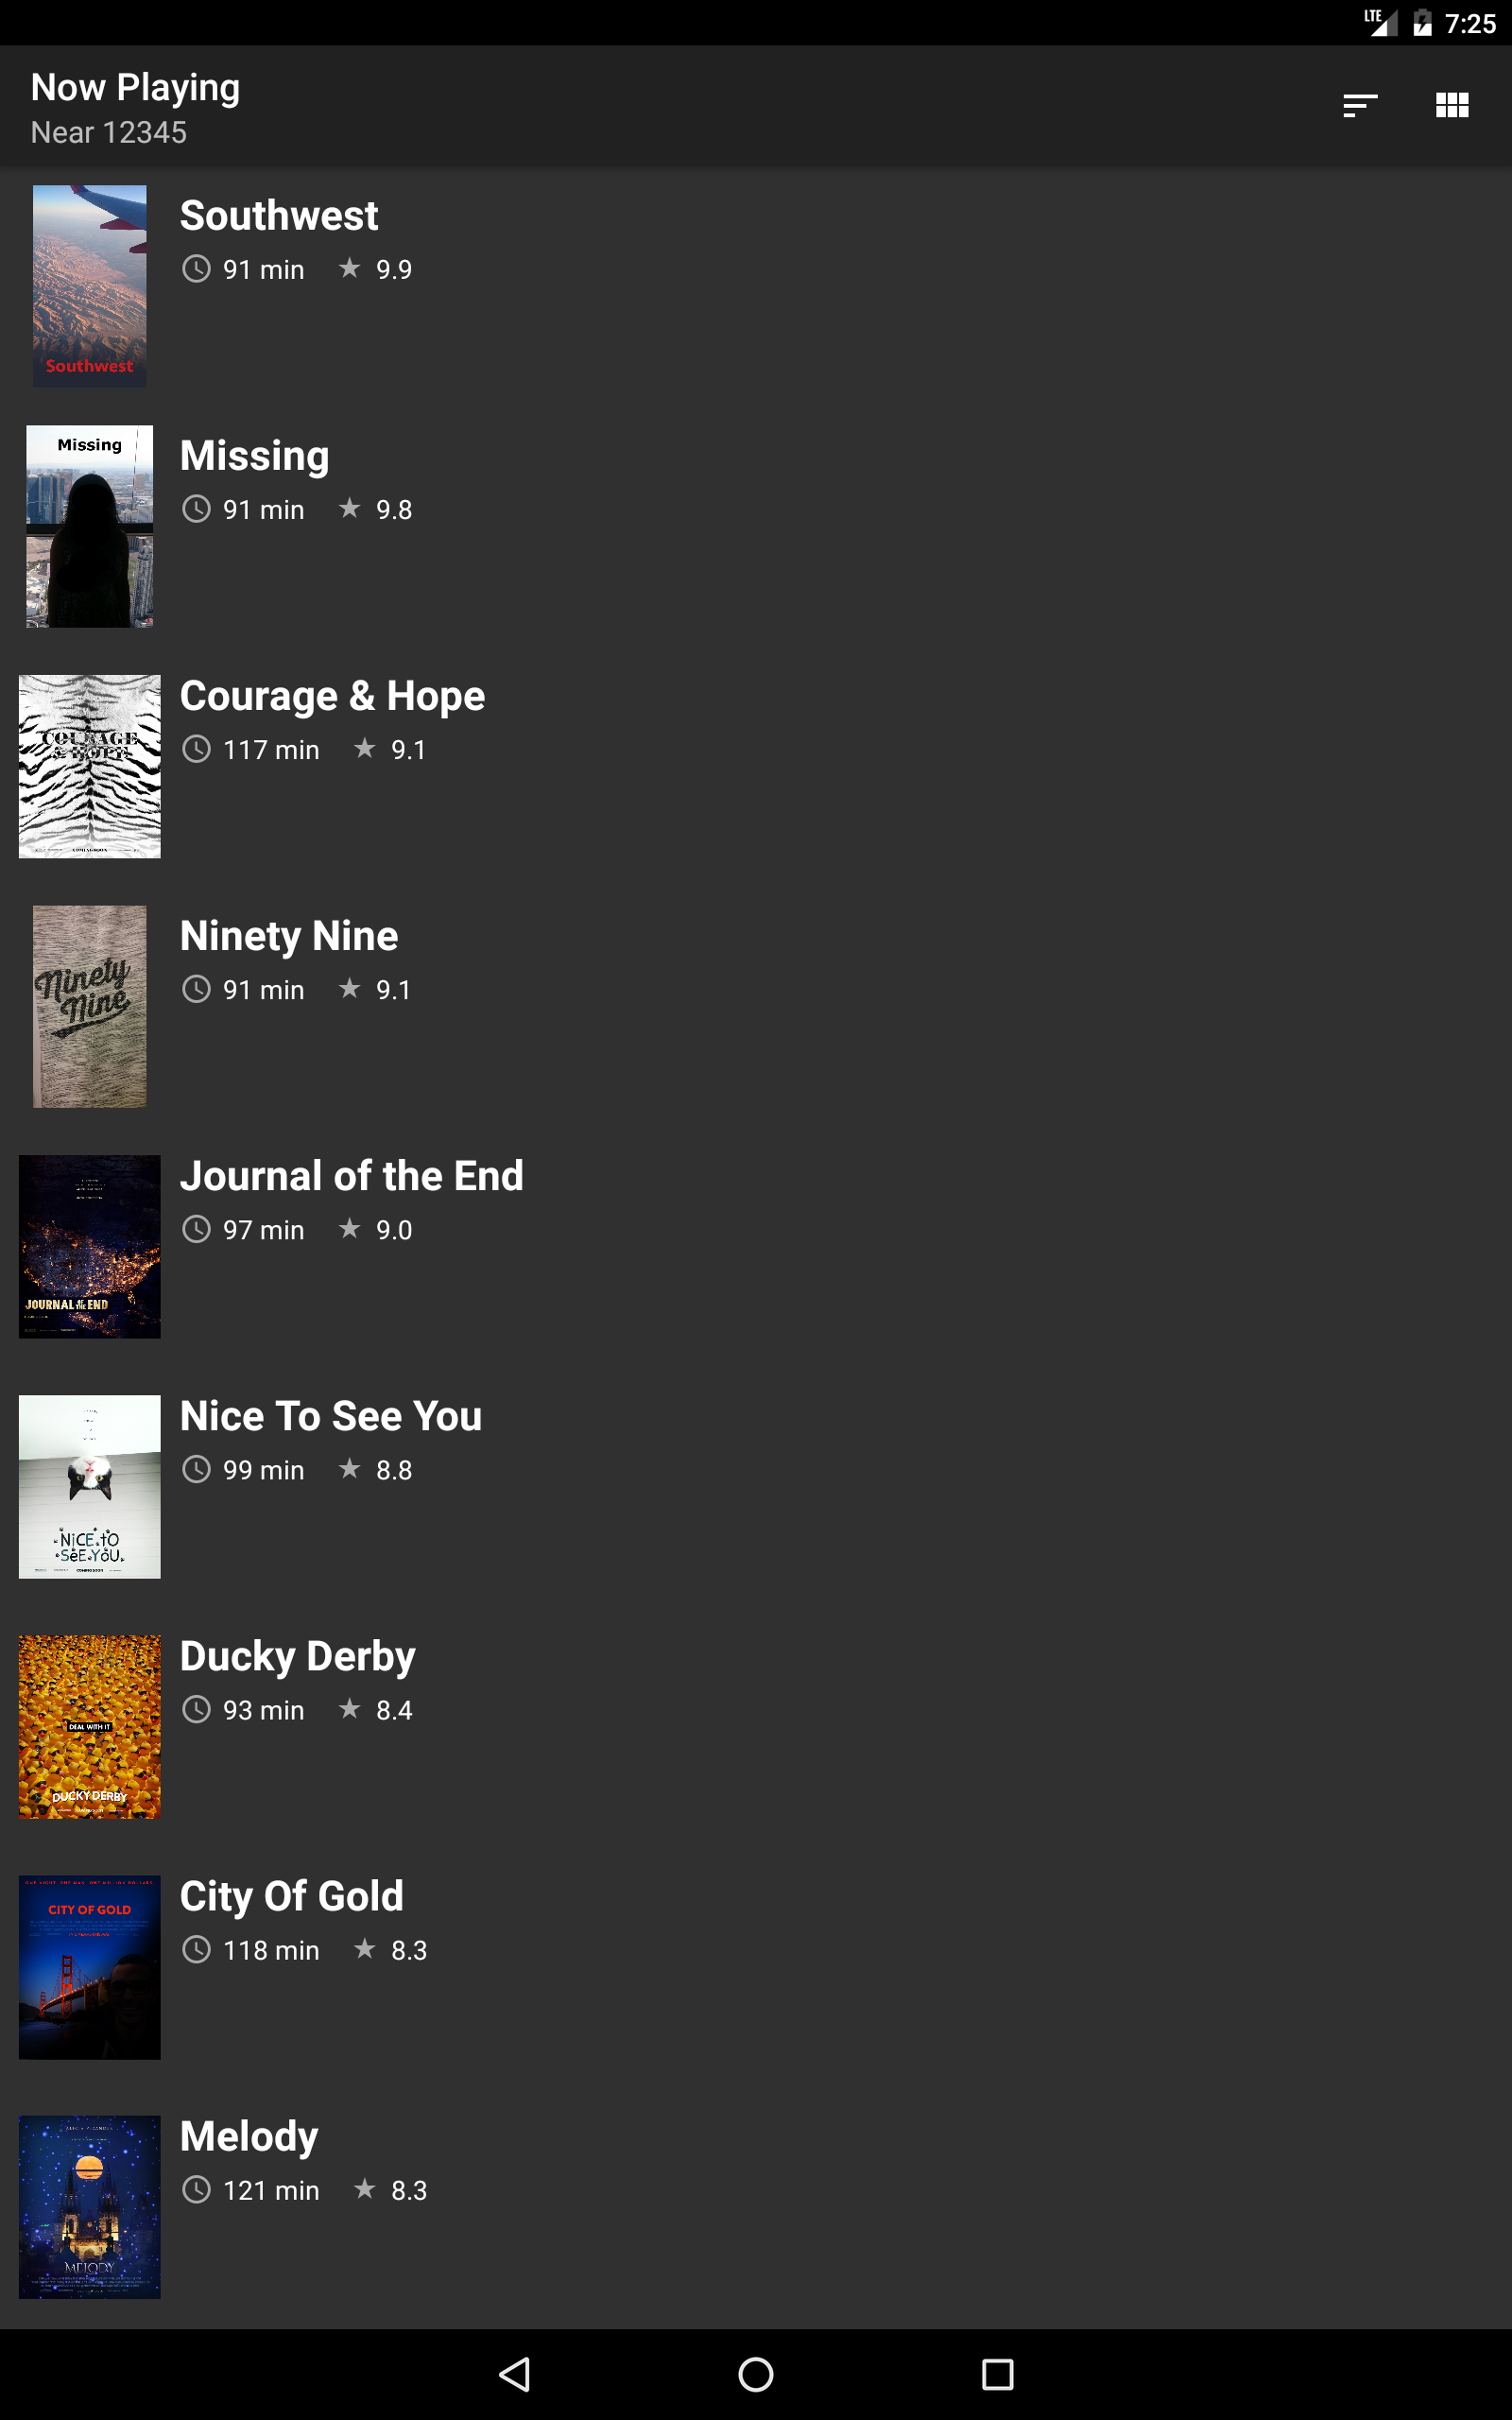 LTE 7:25
Now Playing
Near 12345
Southwest
91 min 9.9
Southwest
Missing
Missing
91 min 9.8
Courage & Hope
117 min 9.1
COURAGE
& HOPE
Ninety Nine
91 min 9.1
Ninety
Nine
Journal of the End
97 min 9.0
JOURNAL OF THE END
Nice To See You
99 min 8.8
NiCE tO
SeE YoU
Ducky Derby
93 min 8.4
DEAL WITH IT
DUCKY DERBY
City Of Gold
118 min 8.3
CITY OF GOLD
Melody
121 min 8.3
MELODY